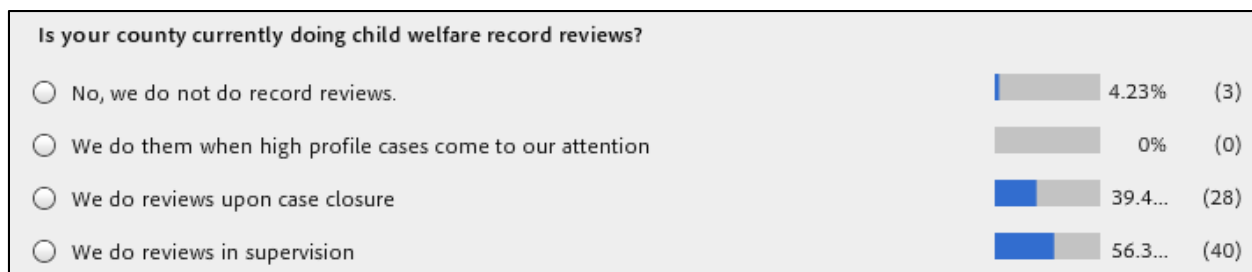 Is your county currently doing child welfare record reviews?
No, we do not do record reviews. 4.23% (3)
We do them when high profile cases come to our attention 0% (0)
We do reviews upon case closure 39.4... (28)
We do reviews in supervision 56.3... (40)